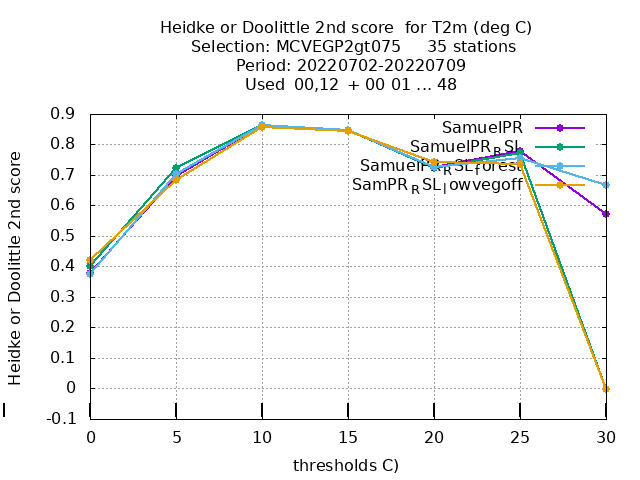 Heidke or Doolittle 2nd score  for T2m (deg C)
Selection: MCVEGP2gt075     35 stations
Period: 20220702-20220709
Used  00,12  + 00 01 ... 48
Heidke or Doolittle 2nd score
0.9
0.8
0.7
0.6
0.5
0.4
0.3
0.2
0.1
0
-0.1
SamuelPR
SamuelPR_RSL
SamuelPR_RSL_forest
SamPR_RSL_lowvegoff
0 5 10 15 20 25 30
thresholds C)